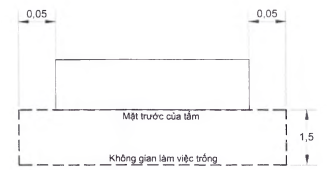 0,05 0,05
Mặt trước của tấm
1,5
Không gian làm việc trống